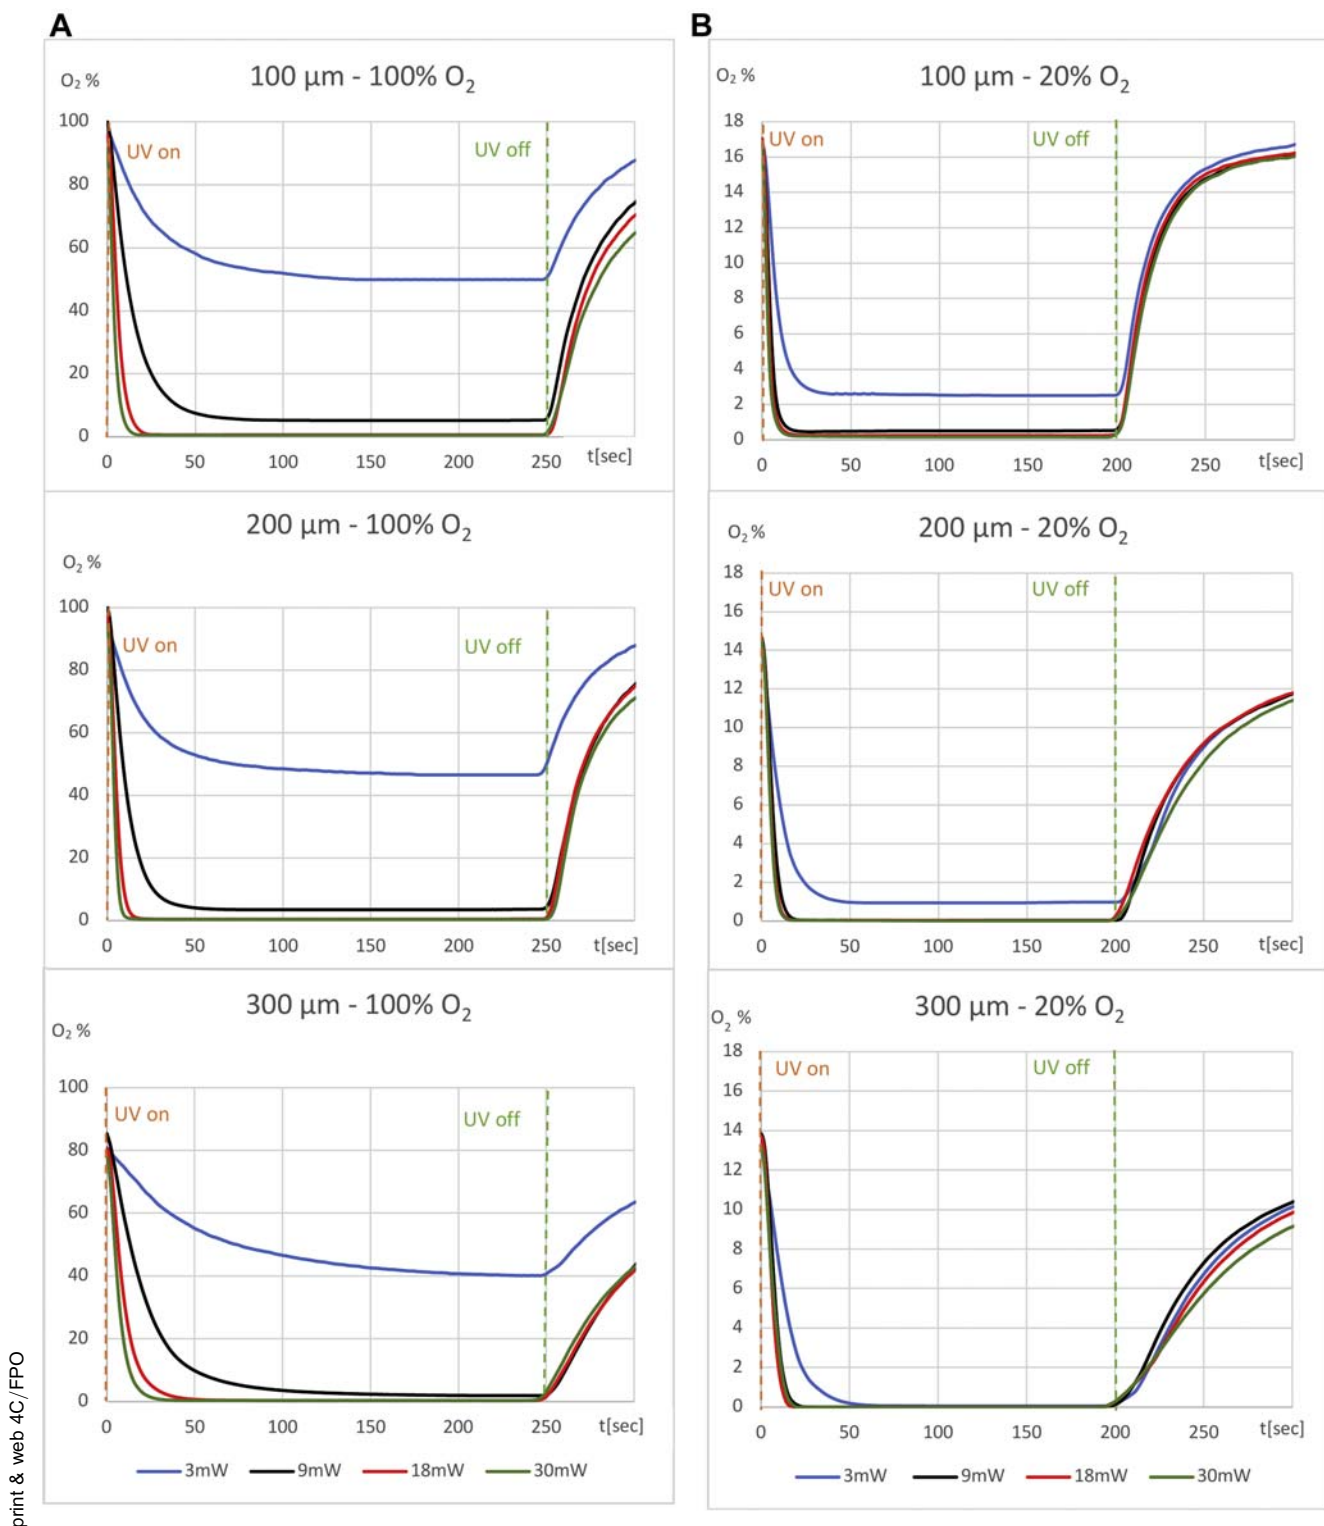 A
O2 %
100 µm - 100% O2
100
80
60
40
20
0
UV on
UV off
0 50 100 150 200 250 t[sec]
200 µm - 100% O2
O2 %
100
80
60
40
20
0
UV on
UV off
0 50 100 150 200 250 t[sec]
300 µm - 100% O2
O2 %
100
80
60
40
20
0
UV on
UV off
0 50 100 150 200 250 t[sec]
3mW 9mW 18mW 30mW
B
O2 %
100 µm - 20% O2
18
16
14
12
10
8
6
4
2
0
UV on
UV off
0 50 100 150 200 250 t[sec]
200 µm - 20% O2
O2 %
18
16
14
12
10
8
6
4
2
0
UV on
UV off
0 50 100 150 200 250 t[sec]
300 µm - 20% O2
O2 %
18
16
14
12
10
8
6
4
2
0
UV on
UV off
0 50 100 150 200 250 t[sec]
3mW 9mW 18mW 30mW
print & web 4C/FPO